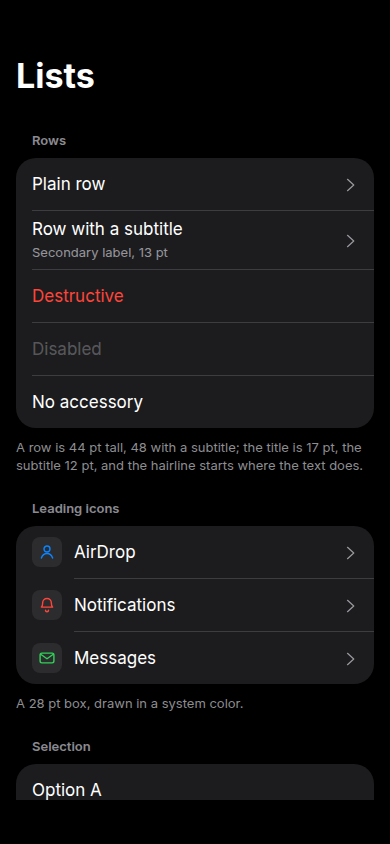 Lists
Rows
Plain row
Row with a subtitle
Secondary label, 13 pt
Destructive
Disabled
No accessory
A row is 44 pt tall, 48 with a subtitle; the title is 17 pt, the
subtitle 12 pt, and the hairline starts where the text does.
Leading icons
AirDrop
Notifications
Messages
A 28 pt box, drawn in a system color.
Selection
Option A